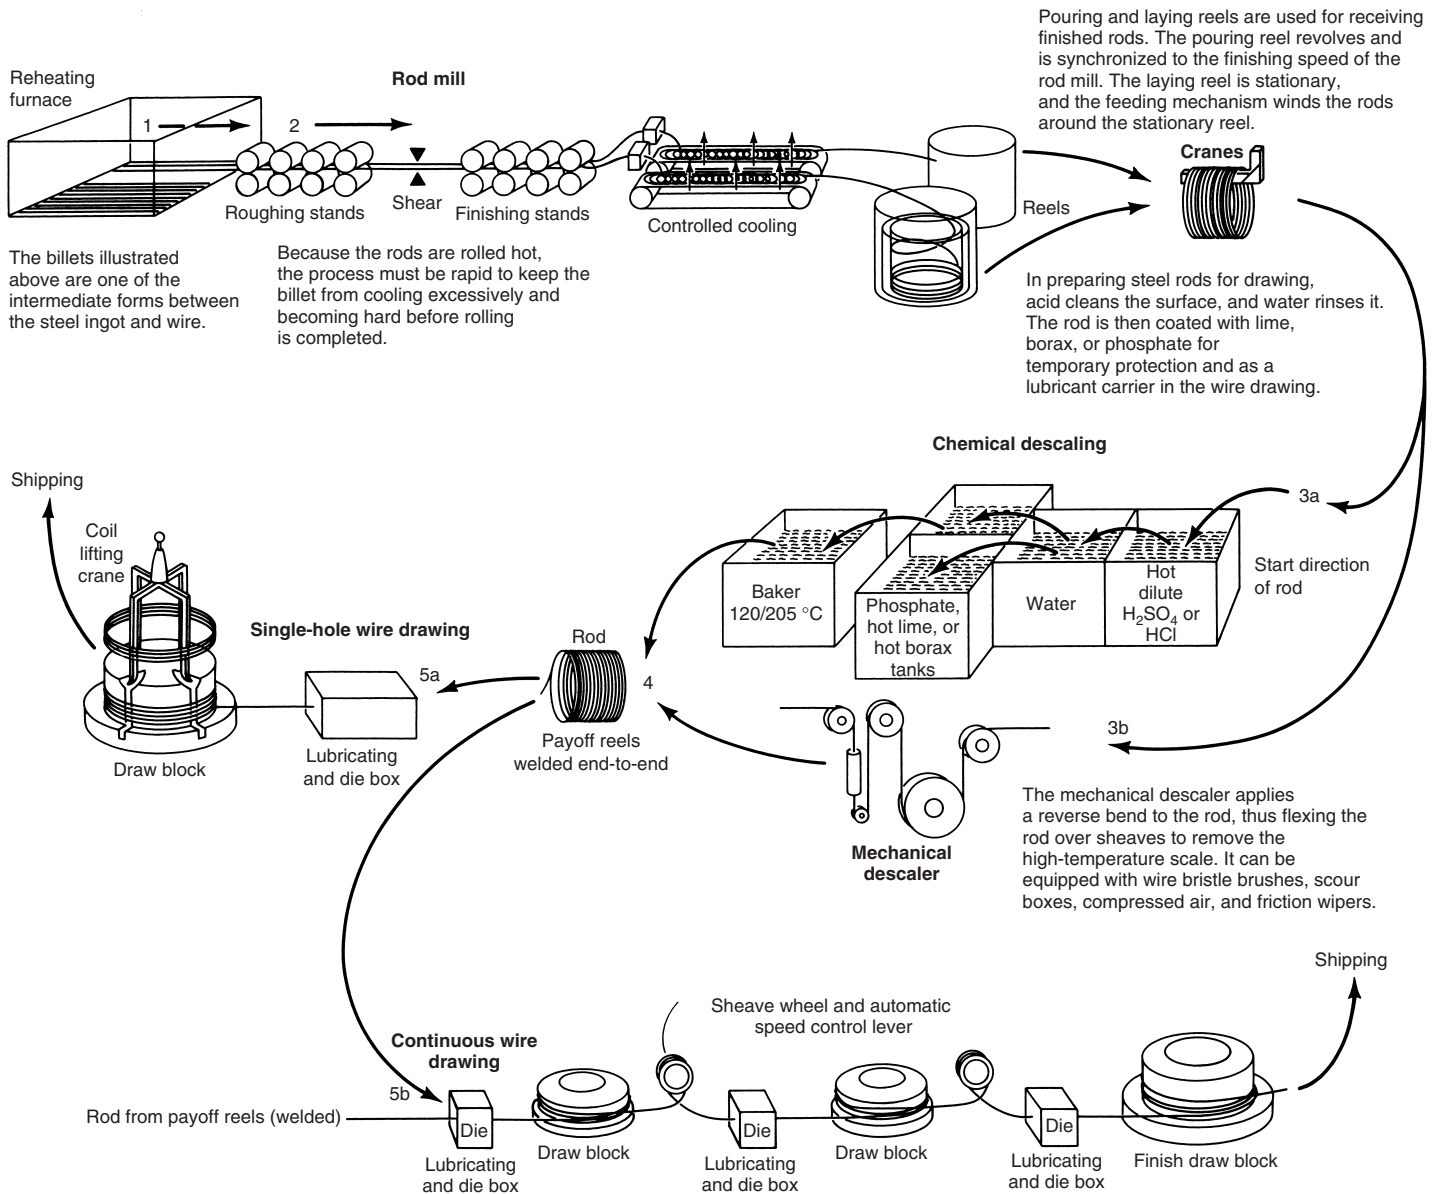 Pouring and laying reels are used for receiving
finished rods. The pouring reel revolves and
is synchronized to the finishing speed of the
rod mill. The laying reel is stationary,
and the feeding mechanism winds the rods
around the stationary reel.
Reheating
furnace
Rod mill
1
2
Cranes
Roughing stands
Shear
Finishing stands
Controlled cooling
Reels
The billets illustrated
above are one of the
intermediate forms between
the steel ingot and wire.
Because the rods are rolled hot,
the process must be rapid to keep the
billet from cooling excessively and
becoming hard before rolling
is completed.
In preparing steel rods for drawing,
acid cleans the surface, and water rinses it.
The rod is then coated with lime,
borax, or phosphate for
temporary protection and as a
lubricant carrier in the wire drawing.
Chemical descaling
3a
Start direction
of rod
Hot
dilute
H2SO4 or
HCl
Water
Phosphate,
hot lime, or
hot borax
tanks
Baker
120/205 °C
Shipping
Coil
lifting
crane
Single-hole wire drawing
Rod
5a
4
Payoff reels
welded end-to-end
Lubricating
and die box
Draw block
3b
The mechanical descaler applies
a reverse bend to the rod, thus flexing the
rod over sheaves to remove the
high-temperature scale. It can be
equipped with wire bristle brushes, scour
boxes, compressed air, and friction wipers.
Mechanical
descaler
Shipping
Sheave wheel and automatic
speed control lever
Continuous wire
drawing
5b
Rod from payoff reels (welded)
Die
Lubricating
and die box
Draw block
Die
Lubricating
and die box
Draw block
Die
Lubricating
and die box
Finish draw block